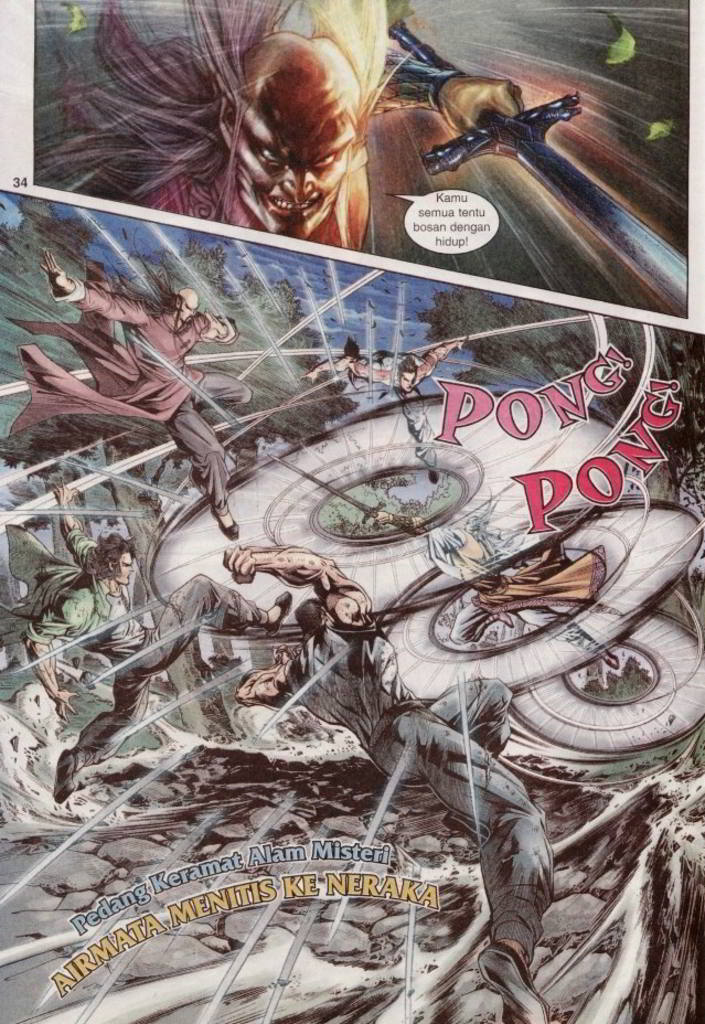 34
Kamu
semua tentu
bosan dengan
hidup!
PONG!
PONG!
Pedang Keramat Alam Misteri
AIRMATA MENITIS KE NERAKA